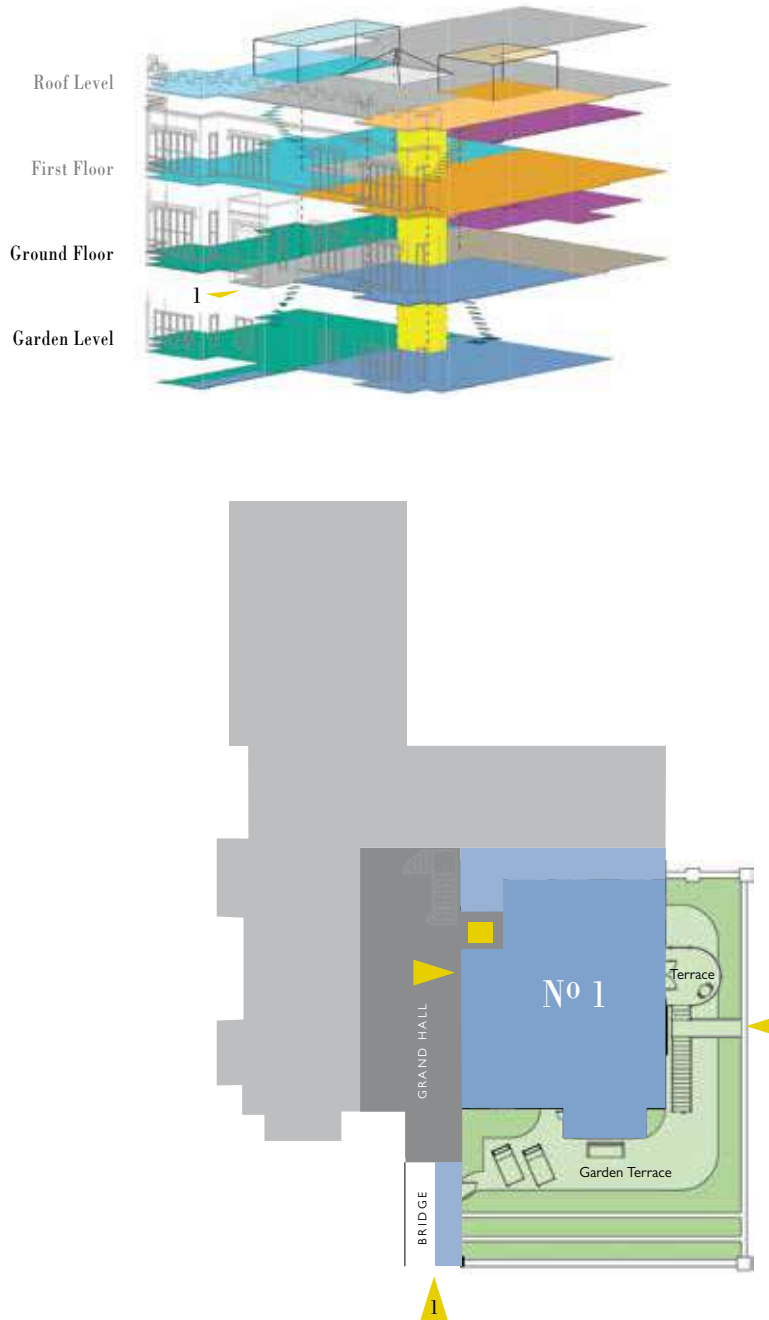 Roof Level
First Floor
Ground Floor
1
Garden Level
Terrace
Nº 1
GRAND HALL
Garden Terrace
BRIDGE
1